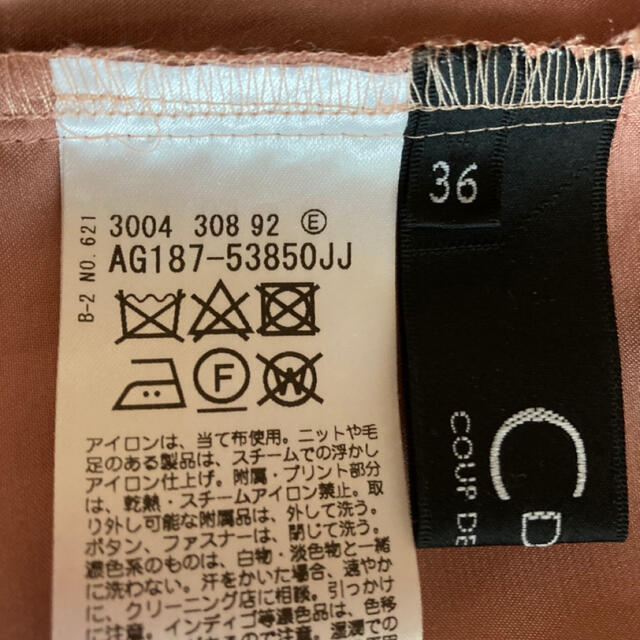 B-2 NO. 621
3004 308 92 Ⓔ
AG187-53850JJ
F
W
アイロンは、当て布使用。ニットや毛
足のある製品は、スチームでの浮かし
アイロン仕上げ。附属・プリント部分
は、乾熱・スチームアイロン禁止。取
り外し可能な附属品は、外して洗う。
ボタン、ファスナーは、閉じて洗う。
濃色系のものは、白物・淡色物と一緒
に洗わない。汗をかいた場合、速やか
に、クリーニング店に相談。引っかけ
に注意。インディゴ等濃色品は、色移
36
CD
COUP DE